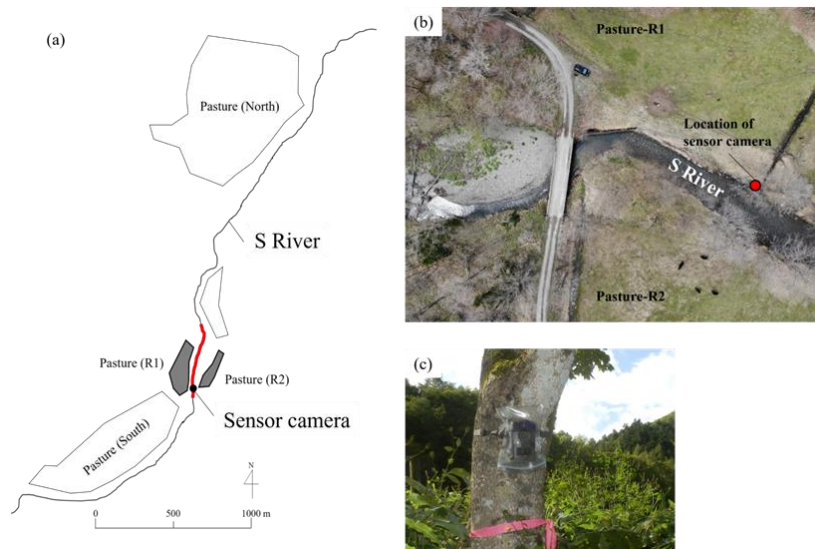 (a)
Pasture (North)
S River
Pasture (R1)
Pasture (R2)
Sensor camera
Pasture (South)
N
0 500 1000 m
(b)
Pasture-R1
Location of
sensor camera
S River
Pasture-R2
(c)